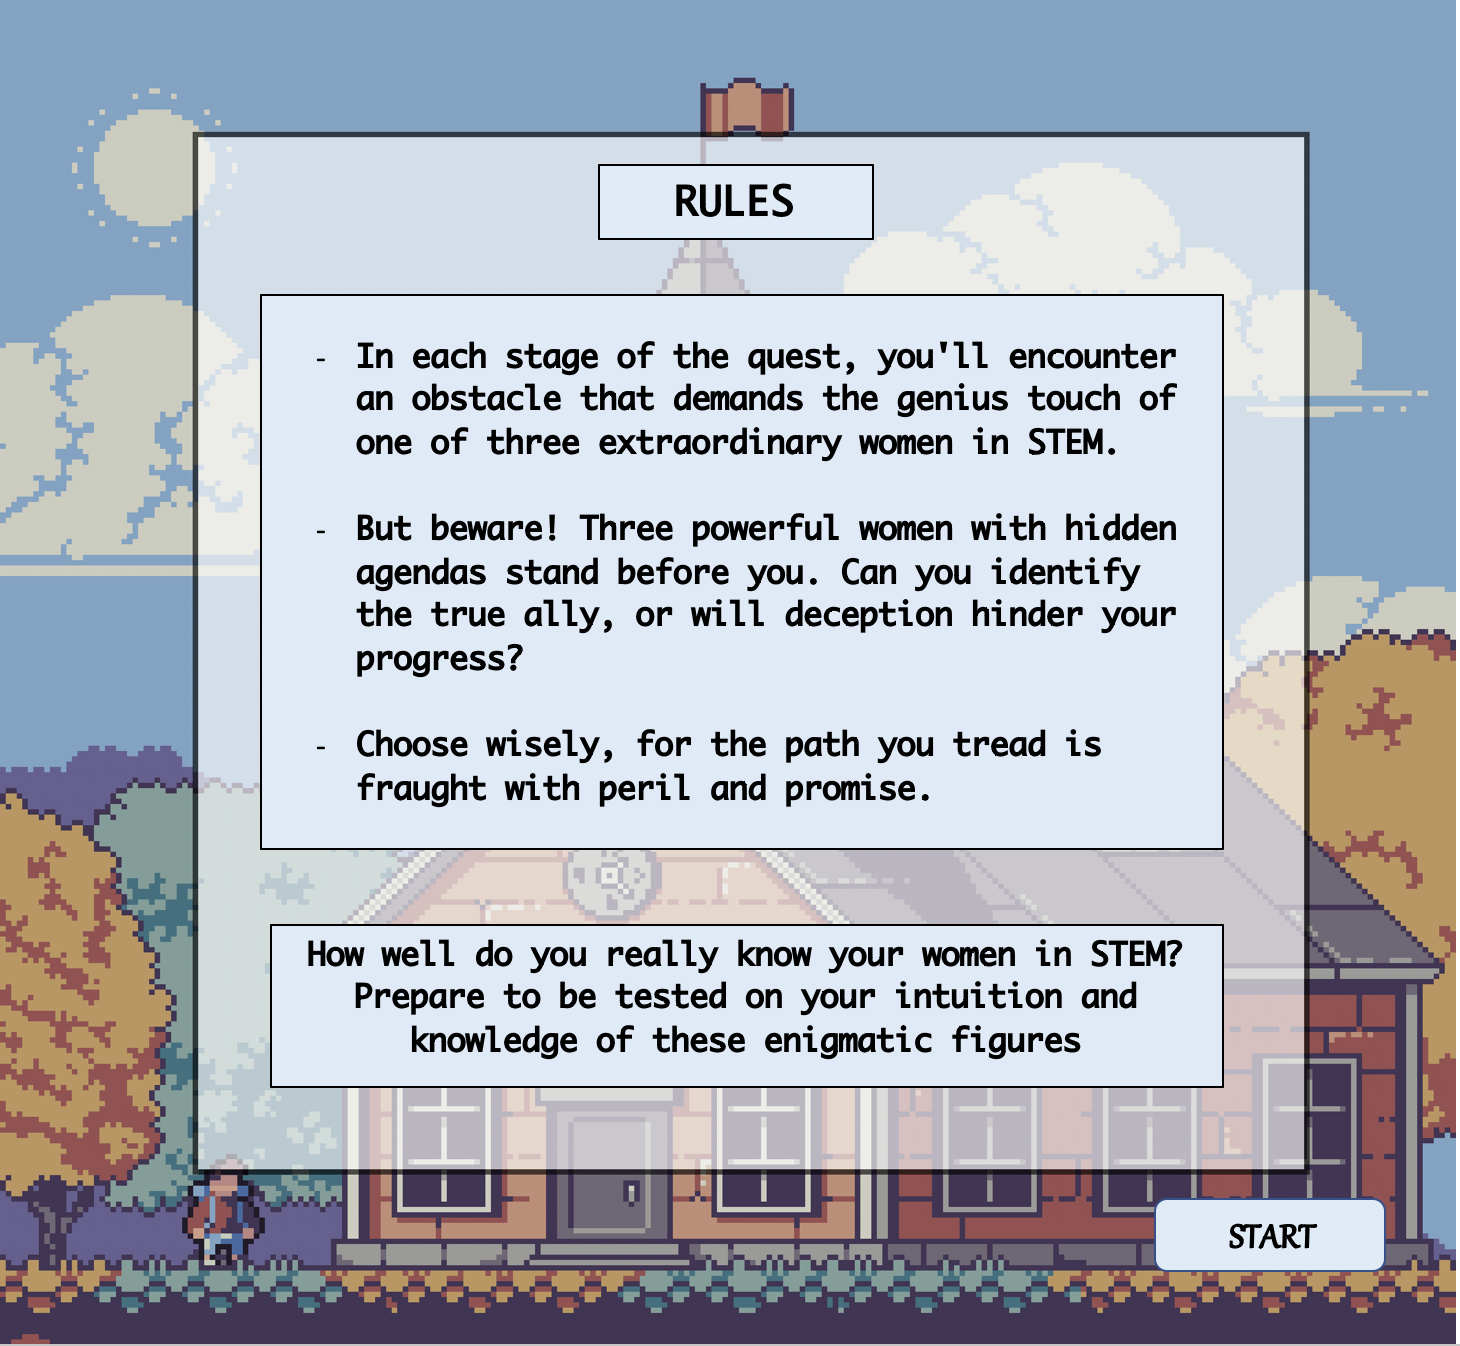 RULES
- In each stage of the quest, you'll encounter
an obstacle that demands the genius touch of
one of three extraordinary women in STEM.
- But beware! Three powerful women with hidden
agendas stand before you. Can you identify
the true ally, or will deception hinder your
progress?
- Choose wisely, for the path you tread is
fraught with peril and promise.
How well do you really know your women in STEM?
Prepare to be tested on your intuition and
knowledge of these enigmatic figures
START